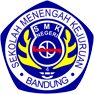 SEKOLAH MENENGAH KEJURUAN
SMK
NEGERI
BANDUNG